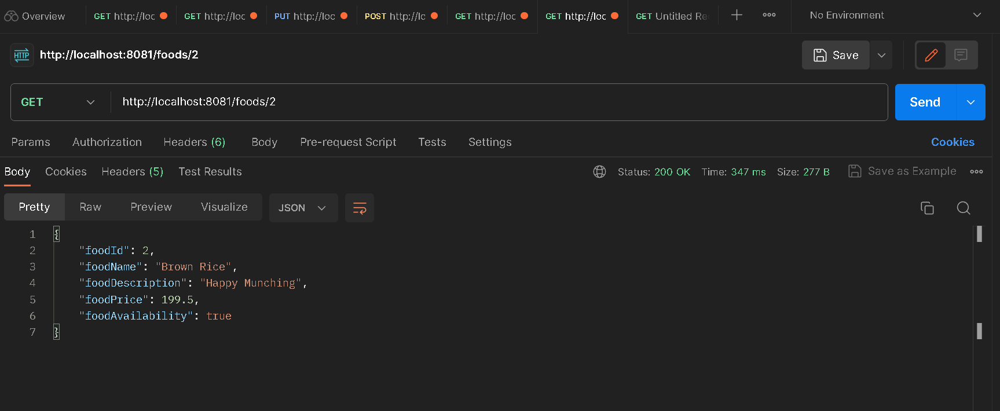 Overview GET http://loc GET http://loc PUT http://loc POST http://lc GET http://loc GET http://loc GET Untitled Re No Environment
HTTP http://localhost:8081/foods/2 Save
GET http://localhost:8081/foods/2 Send
Params Authorization Headers (6) Body Pre-request Script Tests Settings Cookies
Body Cookies Headers (5) Test Results Status: 200 OK Time: 347 ms Size: 277 B Save as Example
Pretty Raw Preview Visualize JSON
1 {
2 "foodId": 2,
3 "foodName": "Brown Rice",
4 "foodDescription": "Happy Munching",
5 "foodPrice": 199.5,
6 "foodAvailability": true
7 }